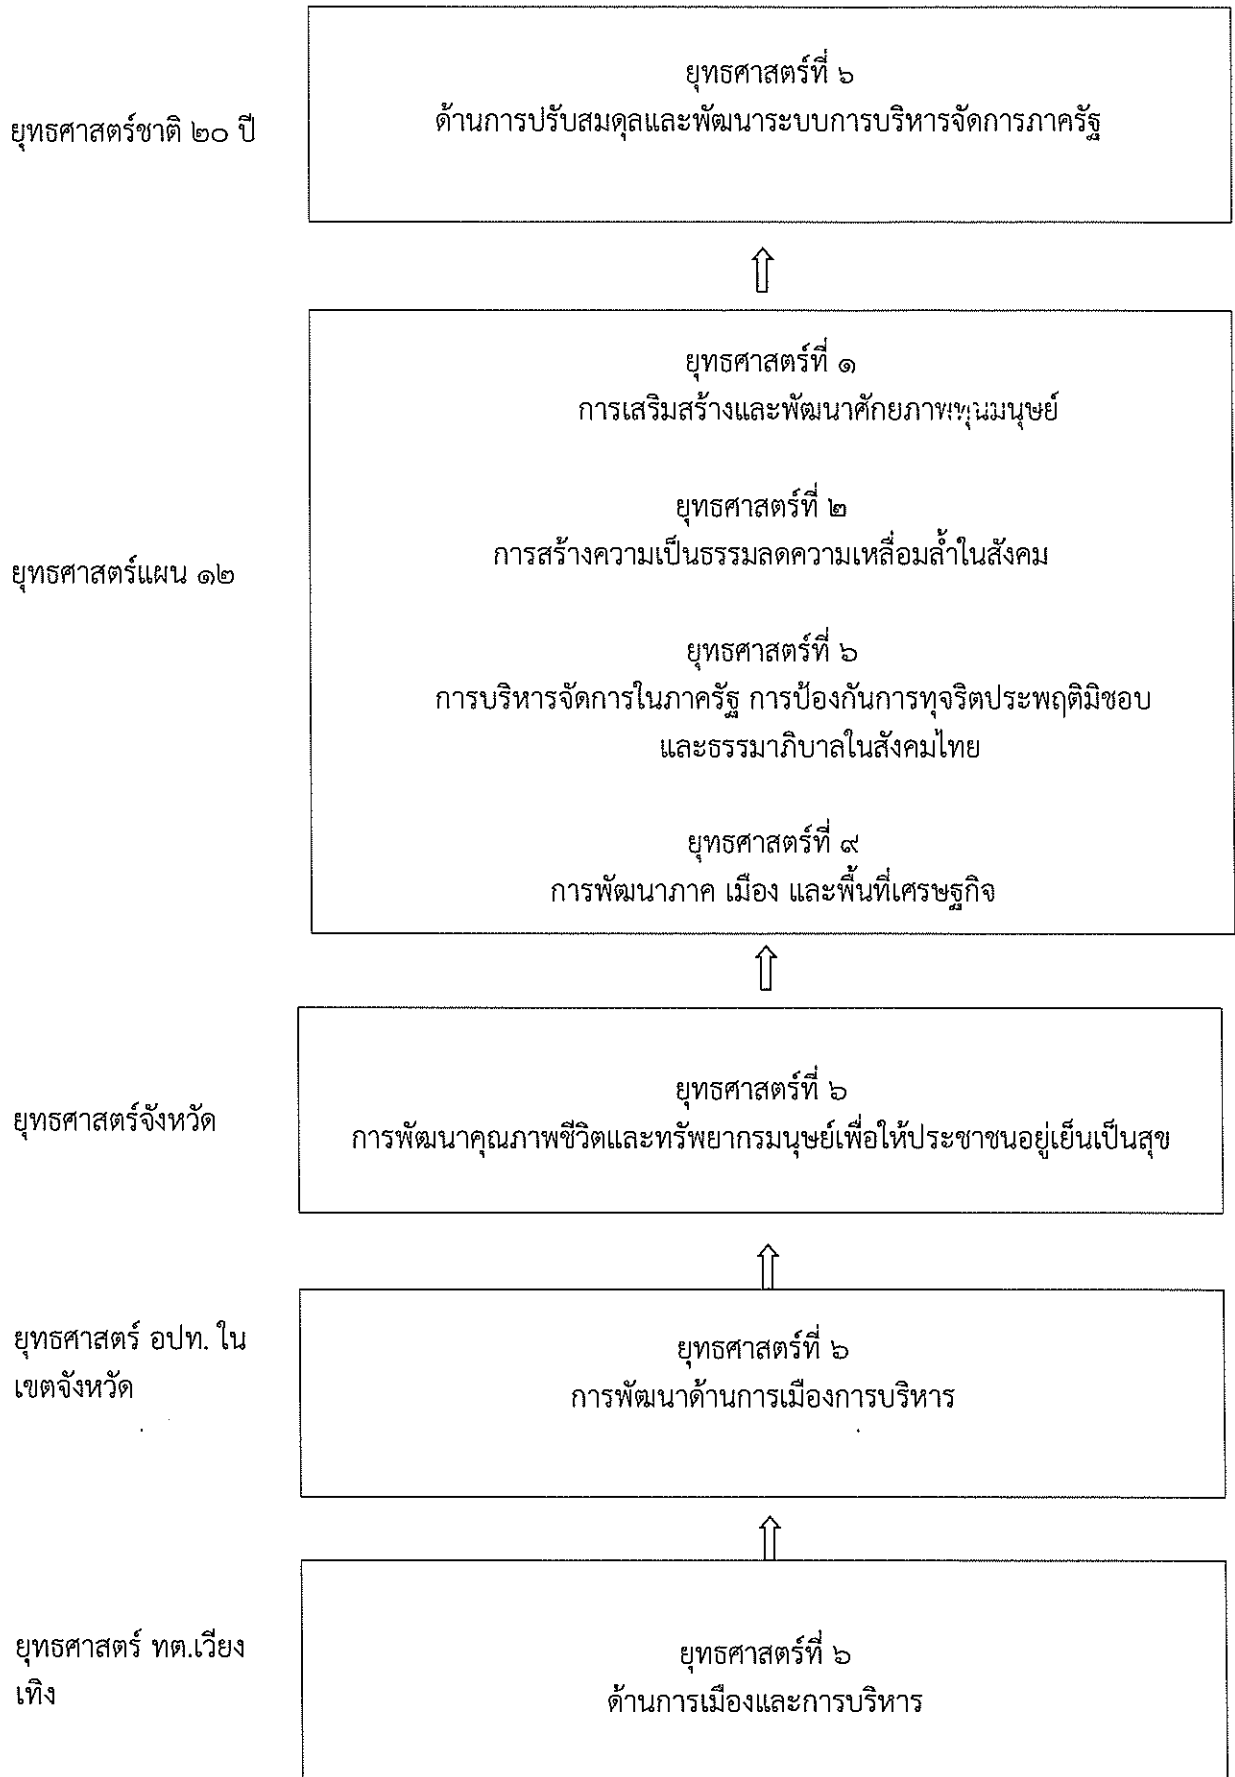 ยุทธศาสตร์ชาติ ๒๐ ปี
ยุทธศาสตร์ที่ ๖
ด้านการปรับสมดุลและพัฒนาระบบการบริหารจัดการภาครัฐ
ยุทธศาสตร์แผน ๑๒
ยุทธศาสตร์ที่ ๑
การเสริมสร้างและพัฒนาศักยภาพทุนมนุษย์
ยุทธศาสตร์ที่ ๒
การสร้างความเป็นธรรมลดความเหลื่อมล้ำในสังคม
ยุทธศาสตร์ที่ ๖
การบริหารจัดการในภาครัฐ การป้องกันการทุจริตประพฤติมิชอบ
และธรรมาภิบาลในสังคมไทย
ยุทธศาสตร์ที่ ๙
การพัฒนาภาค เมือง และพื้นที่เศรษฐกิจ
ยุทธศาสตร์จังหวัด
ยุทธศาสตร์ที่ ๖
การพัฒนาคุณภาพชีวิตและทรัพยากรมนุษย์เพื่อให้ประชาชนอยู่เย็นเป็นสุข
ยุทธศาสตร์ อปท. ใน
เขตจังหวัด
ยุทธศาสตร์ที่ ๖
การพัฒนาด้านการเมืองการบริหาร
ยุทธศาสตร์ ทต.เวียง
เทิง
ยุทธศาสตร์ที่ ๖
ด้านการเมืองและการบริหาร